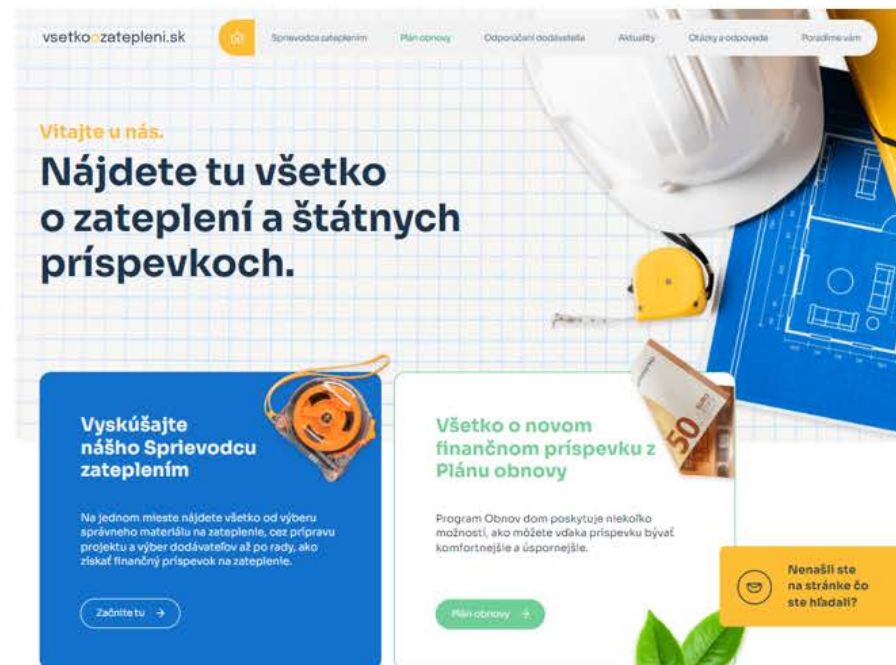 vsetkoozatepleni.sk
Sprievodca zateplením
Plán obnovy
Odporúčaní dodávatelia
Aktuality
Otázky a odpovede
Poradíme vám
Vitajte u nás.
Nájdete tu všetko
o zateplení a štátnych
príspevkoch.
Vyskúšajte
nášho Sprievodcu
zateplením
Na jednom mieste nájdete všetko od výberu
správneho materiálu na zateplenie, cez prípravu
projektu a výber dodávateľov až po rady, ako
získať finančný príspevok na zateplenie.
Začnite tu
Všetko o novom
finančnom príspevku z
Plánu obnovy
Program Obnov dom poskytuje niekoľko
možností, ako môžete vďaka príspevku bývať
komfortnejšie a úspornejšie.
Plán obnovy
50
EURO
Nenašli ste
na stránke čo
ste hľadali?